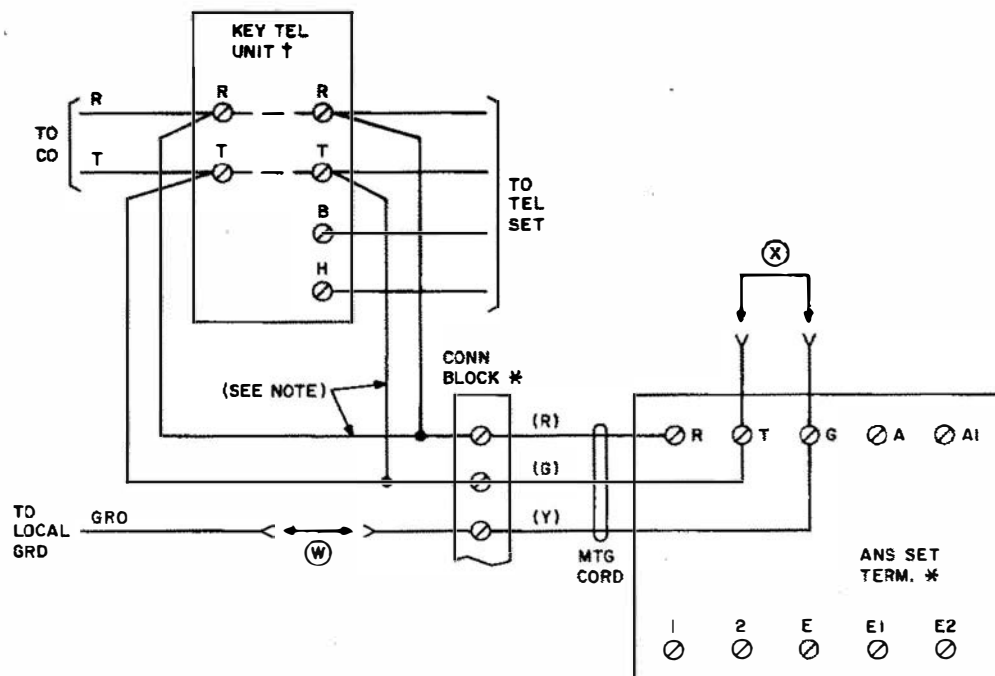 KEY TEL
UNIT †
R
R
R
TO
CO
T
T
T
TO
TEL
SET
B
H
X
CONN
BLOCK *
(SEE NOTE)
(R)
R
T
G
A
A1
(G)
TO
LOCAL
GRD
GRO
W
(Y)
MTG
CORD
ANS SET
TERM. *
1
2
E
E1
E2